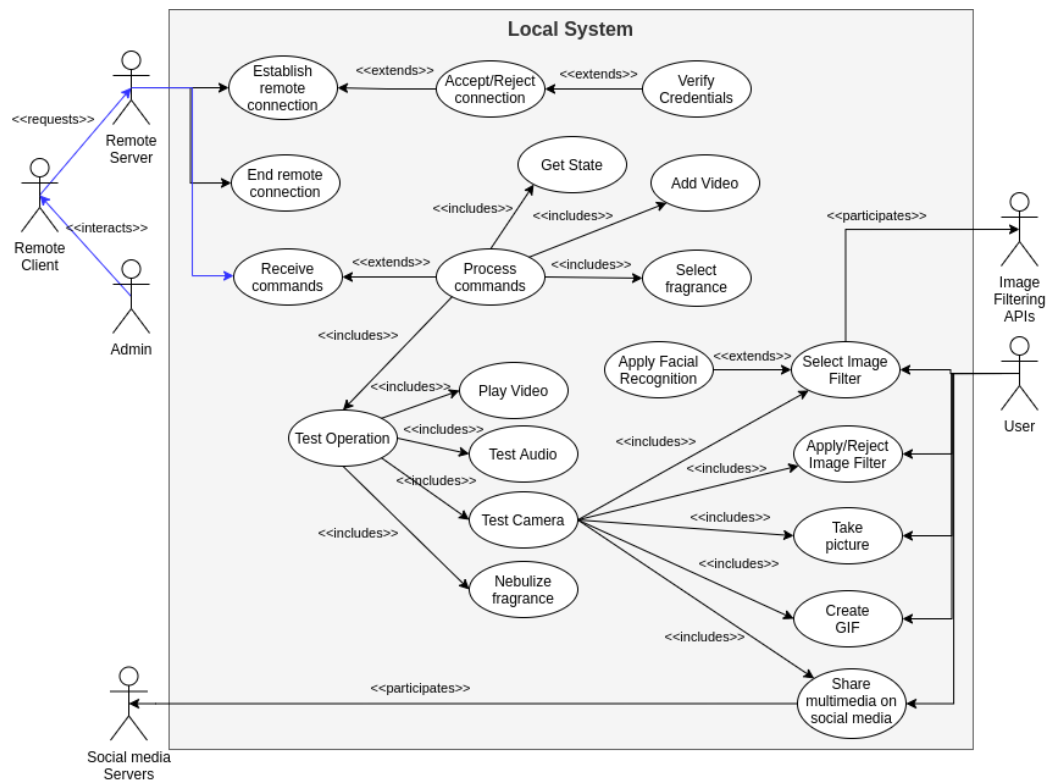 Local System
Establish
remote
connection
<<extends>>
Accept/Reject
connection
<<extends>>
Verify
Credentials
<<requests>>
Remote
Server
End remote
connection
Get State
Add Video
<<includes>>
<<includes>>
<<participates>>
Remote
Client
<<interacts>>
Receive
commands
<<extends>>
Process
commands
<<includes>>
Select
fragrance
Image
Filtering
APIs
Admin
<<includes>>
Apply Facial
Recognition
<<extends>>
Select Image
Filter
User
<<includes>>
Play Video
Test Operation
<<includes>>
Test Audio
<<includes>>
Apply/Reject
Image Filter
<<includes>>
<<includes>>
Test Camera
<<includes>>
Take
picture
<<includes>>
<<includes>>
Nebulize
fragrance
Create
GIF
<<includes>>
<<participates>>
Share
multimedia on
social media
Social media
Servers